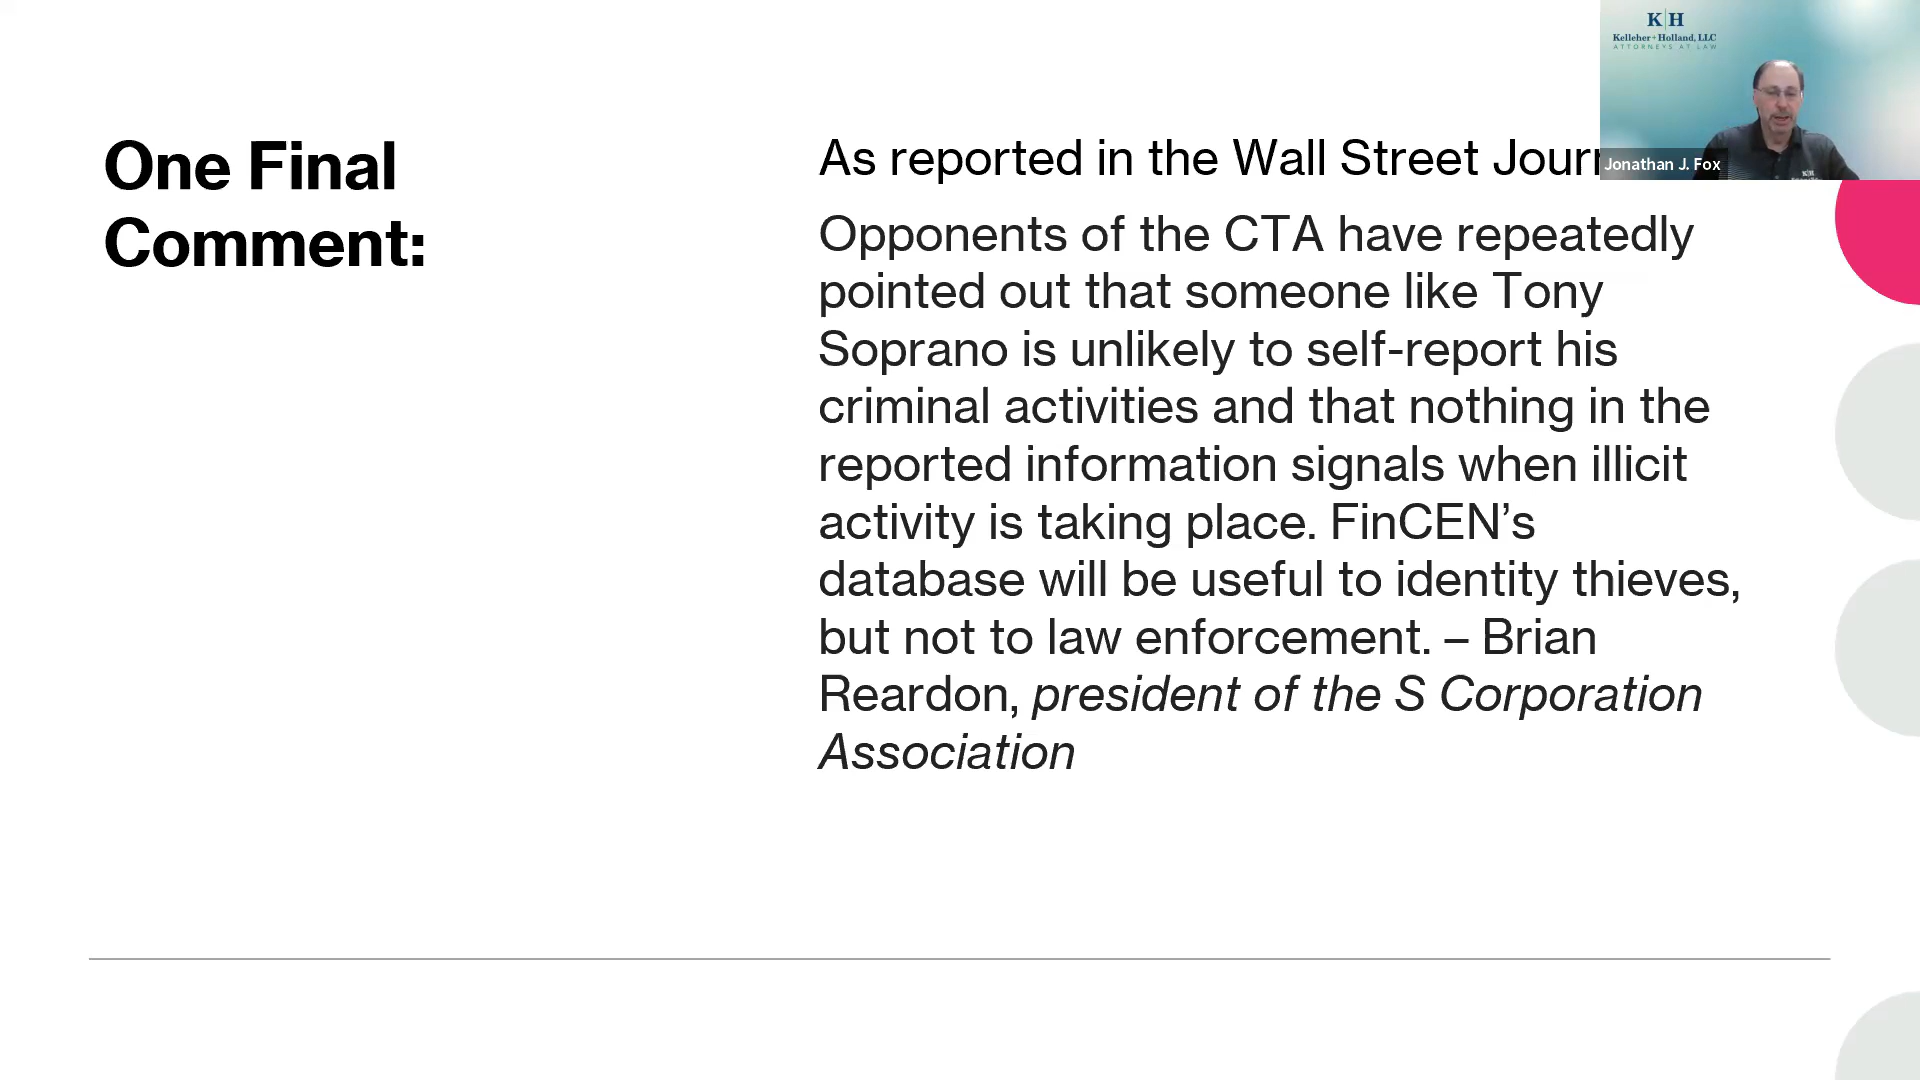 One Final
Comment:
As reported in the Wall Street
Opponents of the CTA have repeatedly
pointed out that someone like Tony
Soprano is unlikely to self-report his
criminal activities and that nothing in the
reported information signals when illicit
activity is taking place. FinCEN’s
database will be useful to identity thieves,
but not to law enforcement. – Brian
Reardon, president of the S Corporation
Association
K|H
Kelleher + Holland, LLC
ATTORNEYS AT LAW
Jonathan J. Fox
K|H